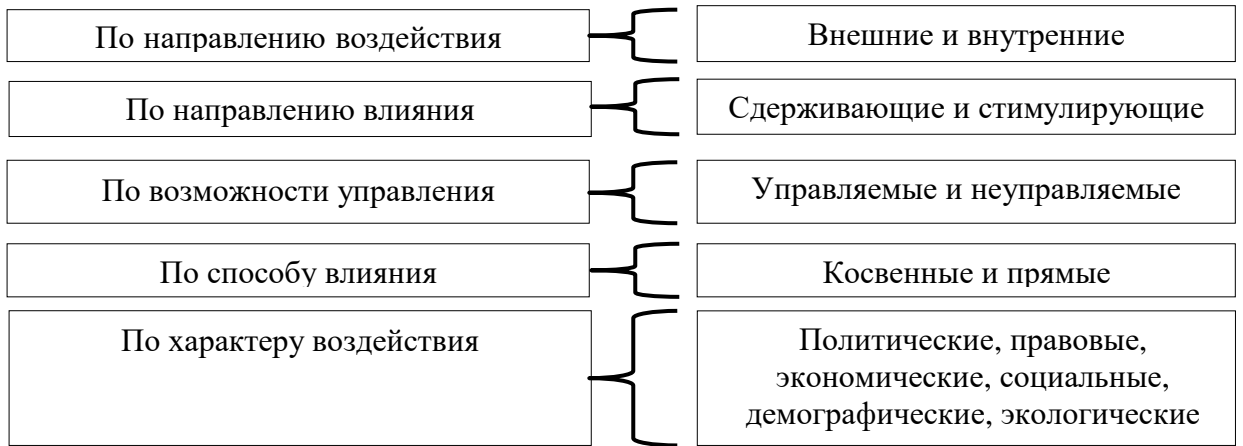 По направлению воздействия
Внешние и внутренние
По направлению влияния
Сдерживающие и стимулирующие
По возможности управления
Управляемые и неуправляемые
По способу влияния
Косвенные и прямые
По характеру воздействия
Политические, правовые,
экономические, социальные,
демографические, экологические